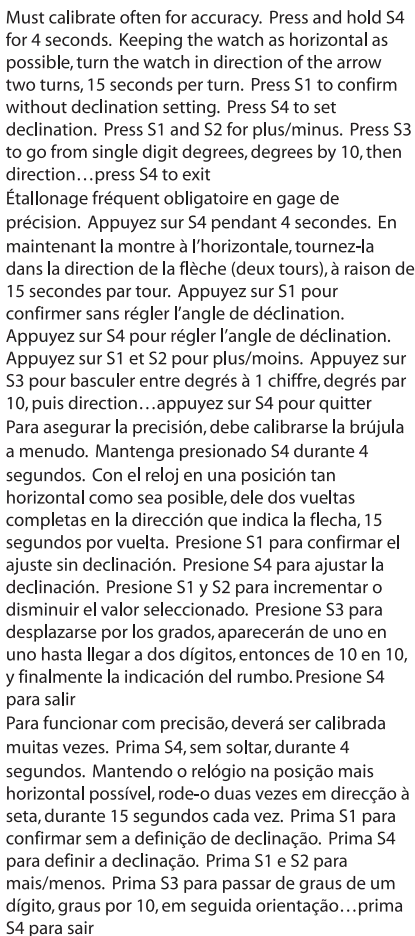 Must calibrate often for accuracy. Press and hold S4
for 4 seconds. Keeping the watch as horizontal as
possible, turn the watch in direction of the arrow
two turns, 15 seconds per turn. Press S1 to confirm
without declination setting. Press S4 to set
declination. Press S1 and S2 for plus/minus. Press S3
to go from single digit degrees, degrees by 10, then
direction…press S4 to exit
Étallonage fréquent obligatoire en gage de
précision. Appuyez sur S4 pendant 4 secondes. En
maintenant la montre à l’horizontale, tournez-la
dans la direction de la flèche (deux tours), à raison de
15 secondes par tour. Appuyez sur S1 pour
confirmer sans régler l’angle de déclination.
Appuyez sur S4 pour régler l’angle de déclination.
Appuyez sur S1 et S2 pour plus/moins. Appuyez sur
S3 pour basculer entre degrés à 1 chiffre, degrés par
10, puis direction…appuyez sur S4 pour quitter
Para asegurar la precisión, debe calibrarse la brújula
a menudo. Mantenga presionado S4 durante 4
segundos. Con el reloj en una posición tan
horizontal como sea posible, dele dos vueltas
completas en la dirección que indica la flecha, 15
segundos por vuelta. Presione S1 para confirmar el
ajuste sin declinación. Presione S4 para ajustar la
declinación. Presione S1 y S2 para incrementar o
disminuir el valor seleccionado. Presione S3 para
desplazarse por los grados, aparecerán de uno en
uno hasta llegar a dos dígitos, entonces de 10 en 10,
y finalmente la indicación del rumbo. Presione S4
para salir
Para funcionar com precisão, deverá ser calibrada
muitas vezes. Prima S4, sem soltar, durante 4
segundos. Mantendo o relógio na posição mais
horizontal possível, rode-o duas vezes em direcção à
seta, durante 15 segundos cada vez. Prima S1 para
confirmar sem a definição de declinação. Prima S4
para definir a declinação. Prima S1 e S2 para
mais/menos. Prima S3 para passar de graus de um
dígito, graus por 10, em seguida orientação…prima
S4 para sair